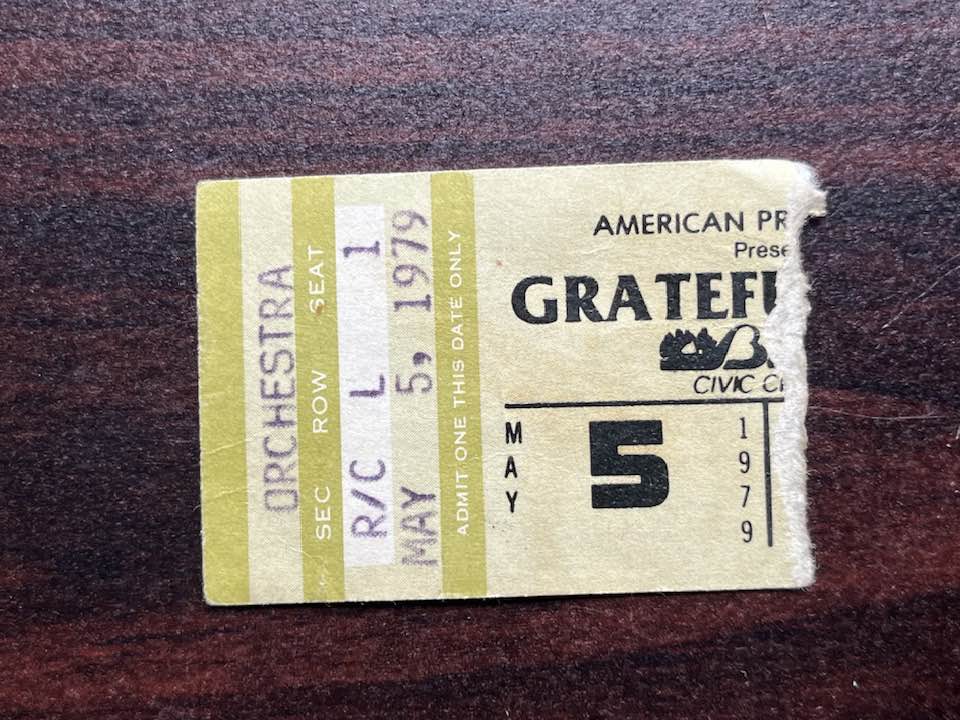 ORCHESTRA
SEC ROW SEAT
R/C L 1
MAY 5, 1979
ADMIT ONE THIS DATE ONLY
AMERICAN PR
Prese
GRATEFU
B
CIVIC C
MAY 5 1979